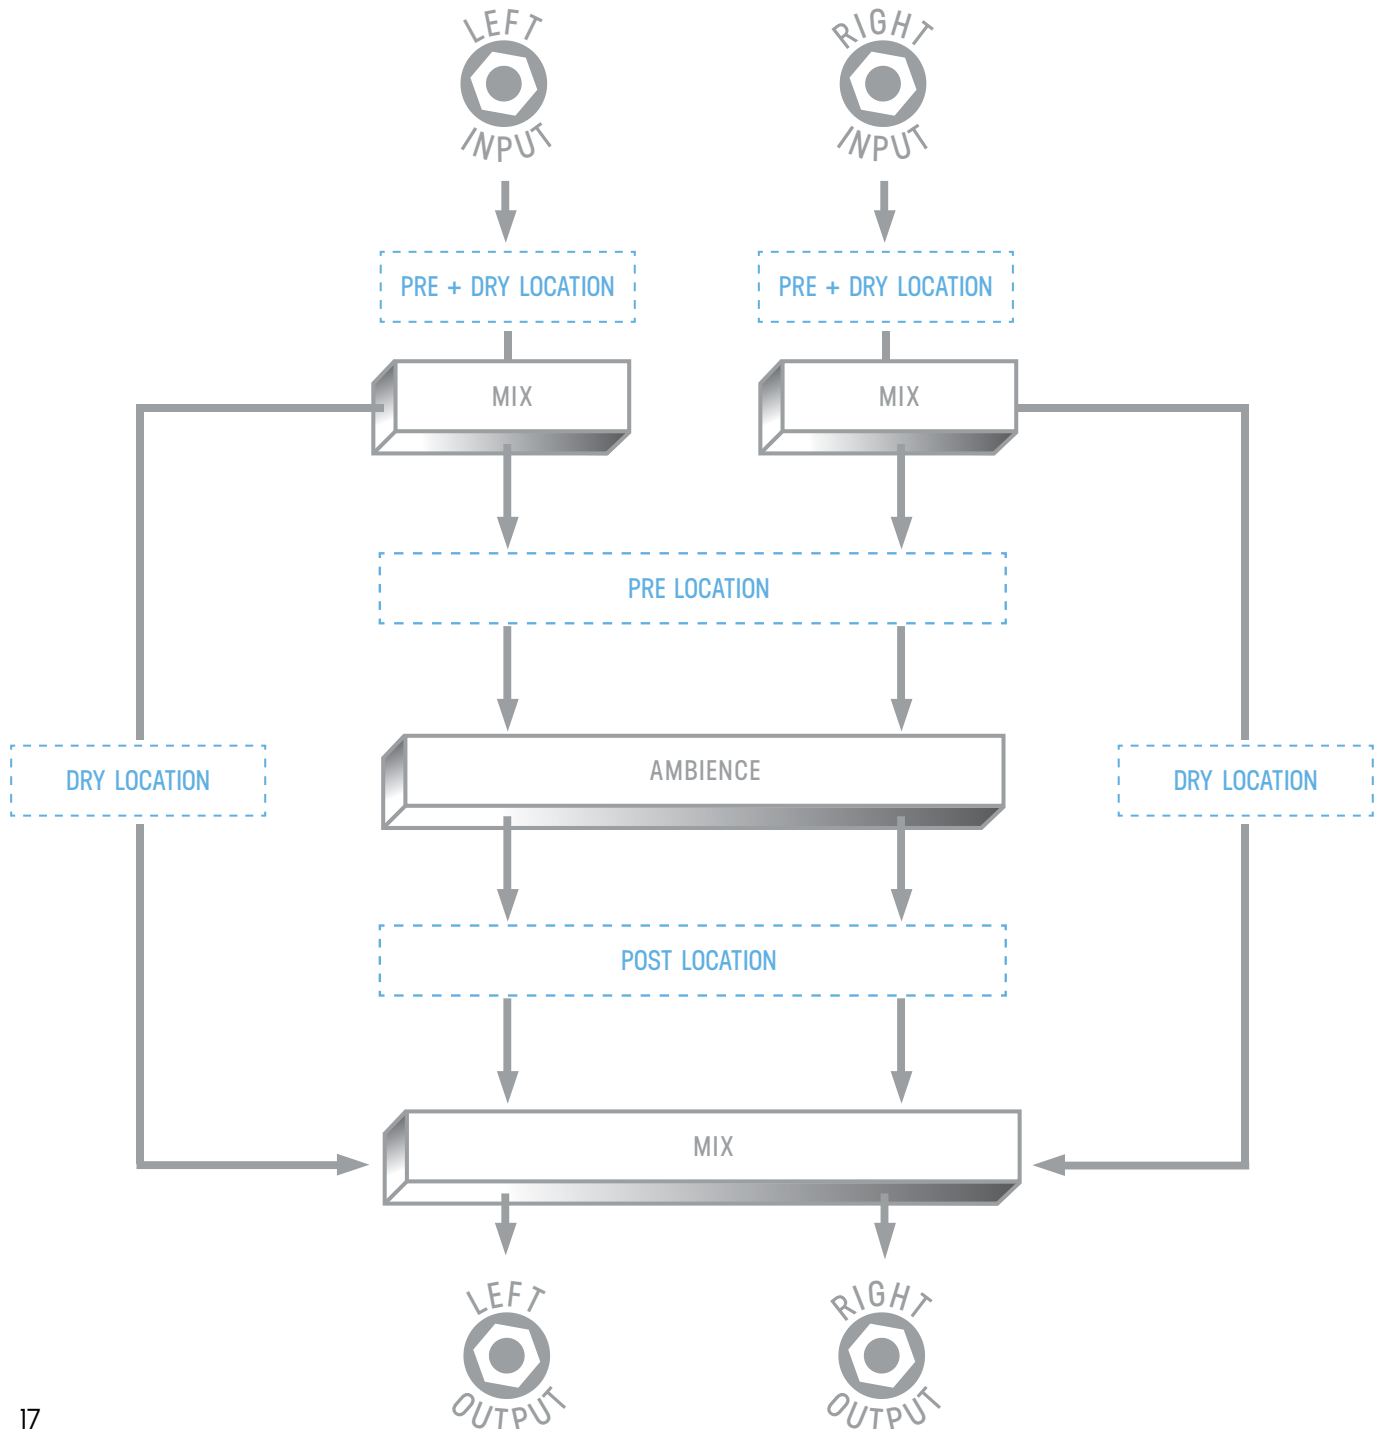 LEFT
INPUT
RIGHT
INPUT
PRE + DRY LOCATION
PRE + DRY LOCATION
MIX
MIX
PRE LOCATION
AMBIENCE
DRY LOCATION
DRY LOCATION
POST LOCATION
MIX
LEFT
OUTPUT
RIGHT
OUTPUT
17